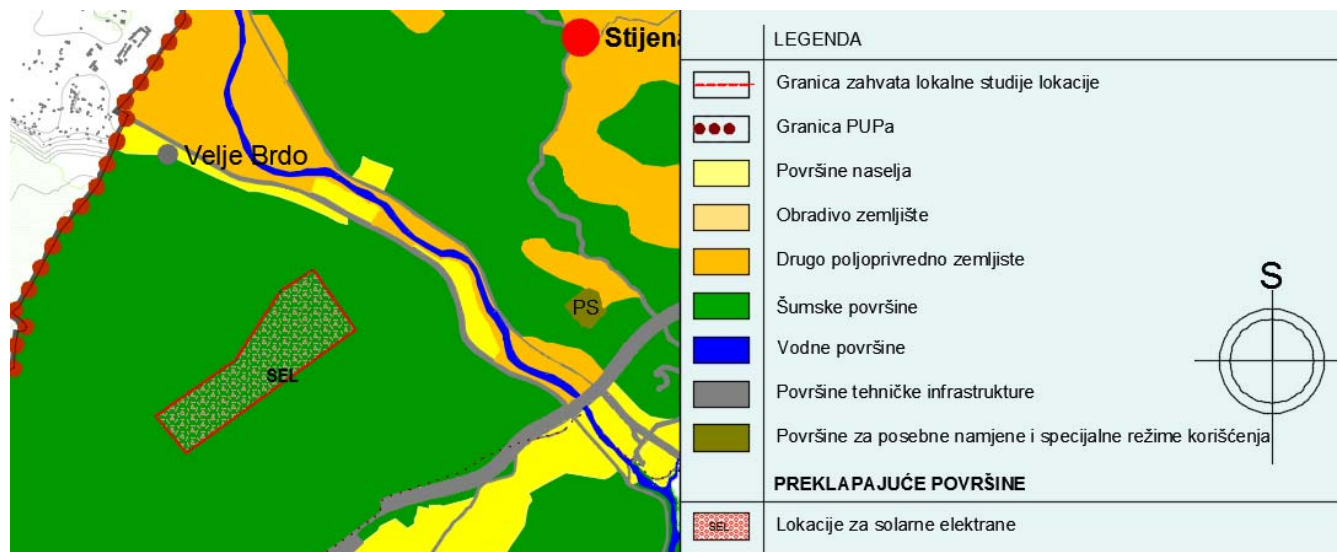 Stijena
Velje Brdo
PS
SEL
LEGENDA
Granica zahvata lokalne studije lokacije
Granica PUPa
Površine naselja
Obradivo zemljište
Drugo poljoprivredno zemljiste
Šumske površine
Vodne površine
Površine tehničke infrastrukture
Površine za posebne namjene i specijalne režime korišćenja
PREKLAPAJUĆE POVRŠINE
SEL
Lokacije za solarne elektrane
S